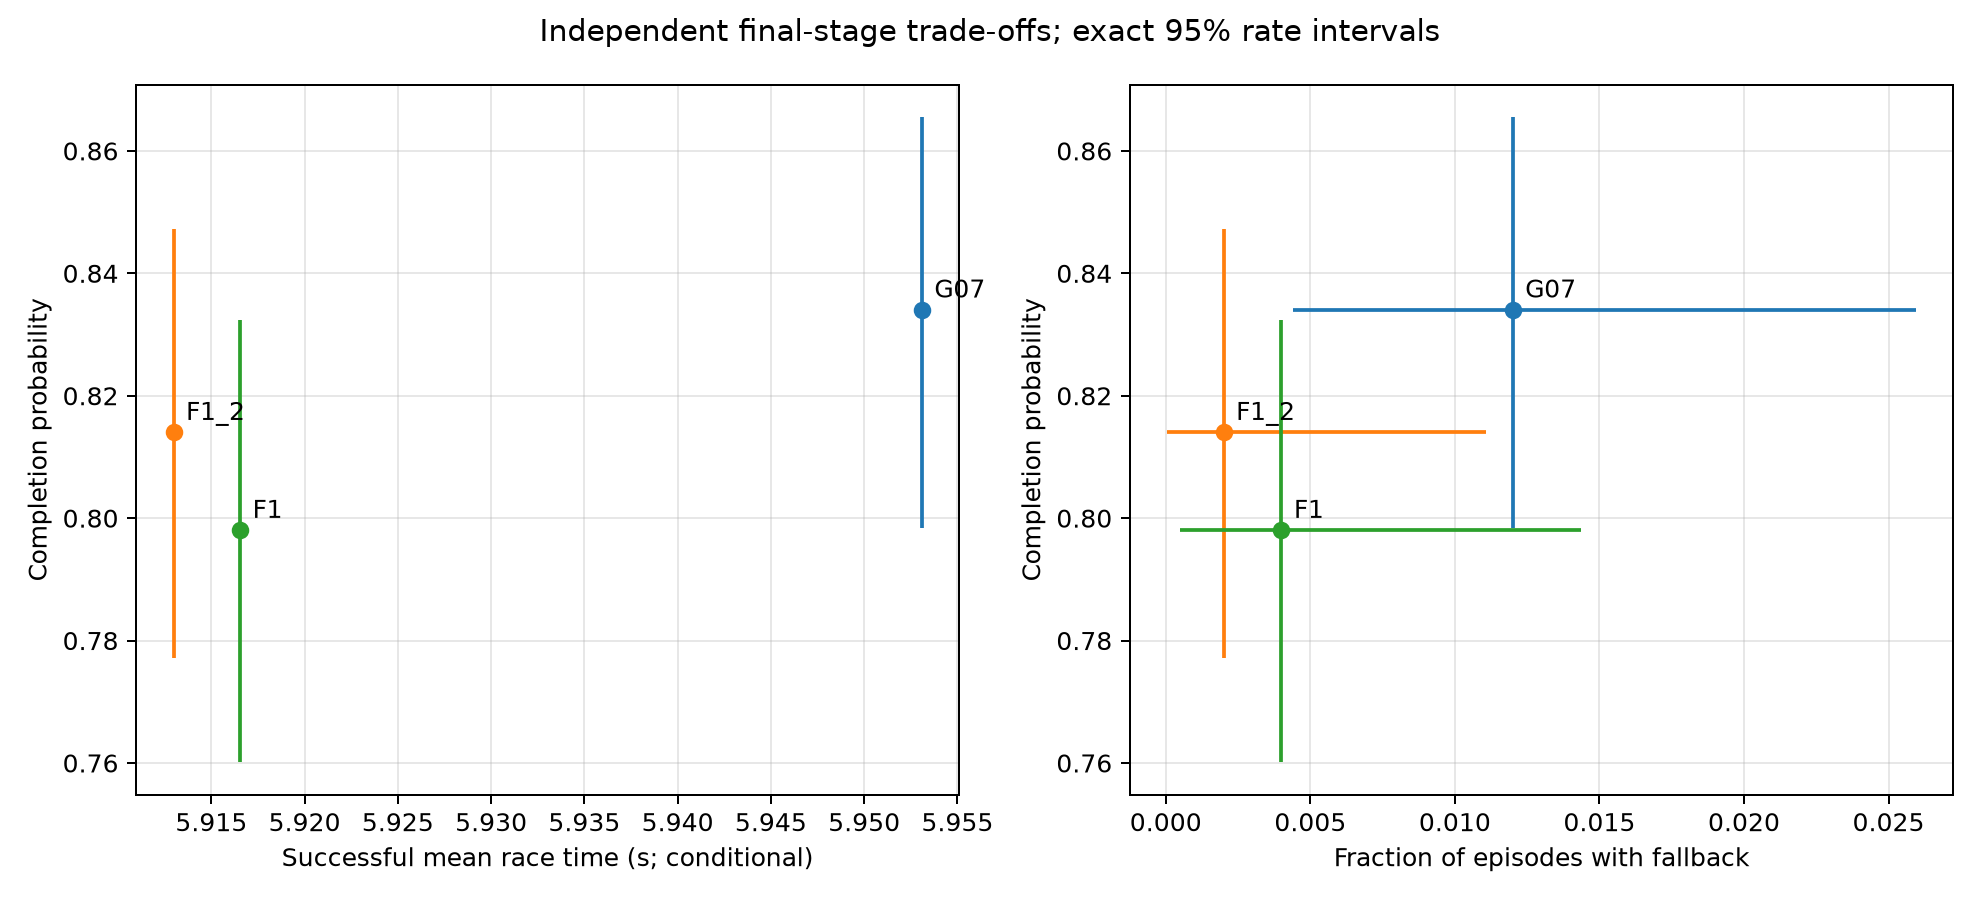 Independent final-stage trade-offs; exact 95% rate intervals
Completion probability
0.86
0.84
0.82
0.80
0.78
0.76
G07
F1_2
F1
5.915 5.920 5.925 5.930 5.935 5.940 5.945 5.950 5.955
Successful mean race time (s; conditional)
Completion probability
0.86
0.84
0.82
0.80
0.78
0.76
G07
F1_2
F1
0.000 0.005 0.010 0.015 0.020 0.025
Fraction of episodes with fallback